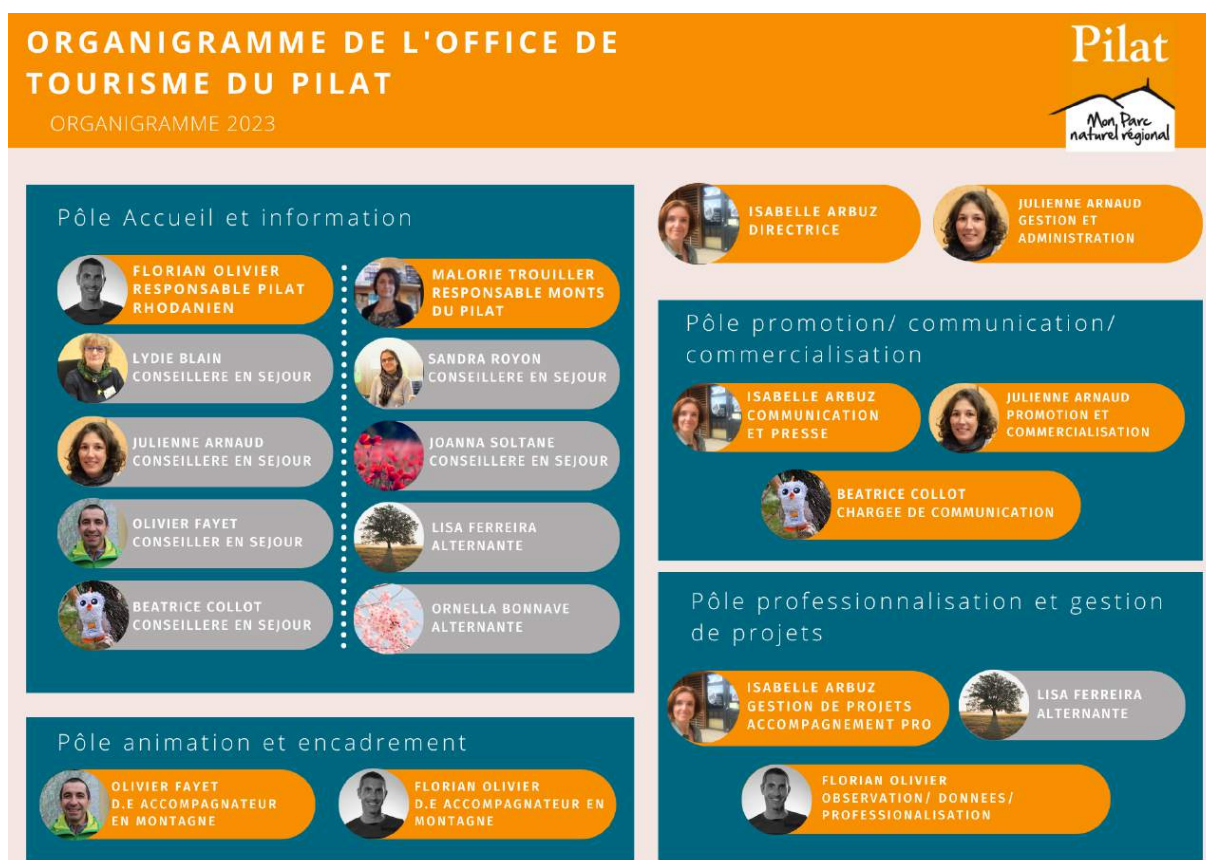 ORGANIGRAMME DE L'OFFICE DE
TOURISME DU PILAT
ORGANIGRAMME 2023
Pilat
Mon Parc
naturel régional
Pôle Accueil et information
FLORIAN OLIVIER
RESPONSABLE PILAT
RHODANIEN
LYDIE BLAIN
CONSEILLERE EN SEJOUR
JULIENNE ARNAUD
CONSEILLERE EN SEJOUR
OLIVIER FAYET
CONSEILLER EN SEJOUR
BEATRICE COLLOT
CONSEILLERE EN SEJOUR
MALORIE TROUILLER
RESPONSABLE MONTS
DU PILAT
SANDRA ROYON
CONSEILLERE EN SEJOUR
JOANNA SOLTANE
CONSEILLERE EN SEJOUR
LISA FERREIRA
ALTERNANTE
ORNELLA BONNAVE
ALTERNANTE
Pôle animation et encadrement
OLIVIER FAYET
D.E ACCOMPAGNATEUR
EN MONTAGNE
FLORIAN OLIVIER
D.E ACCOMPAGNATEUR EN
MONTAGNE
ISABELLE ARBUZ
DIRECTRICE
JULIENNE ARNAUD
GESTION ET
ADMINISTRATION
Pôle promotion/ communication/
commercialisation
ISABELLE ARBUZ
COMMUNICATION
ET PRESSE
JULIENNE ARNAUD
PROMOTION ET
COMMERCIALISATION
BEATRICE COLLOT
CHARGEE DE COMMUNICATION
Pôle professionnalisation et gestion
de projets
ISABELLE ARBUZ
GESTION DE PROJETS
ACCOMPAGNEMENT PRO
LISA FERREIRA
ALTERNANTE
FLORIAN OLIVIER
OBSERVATION/ DONNEES/
PROFESSIONALISATION